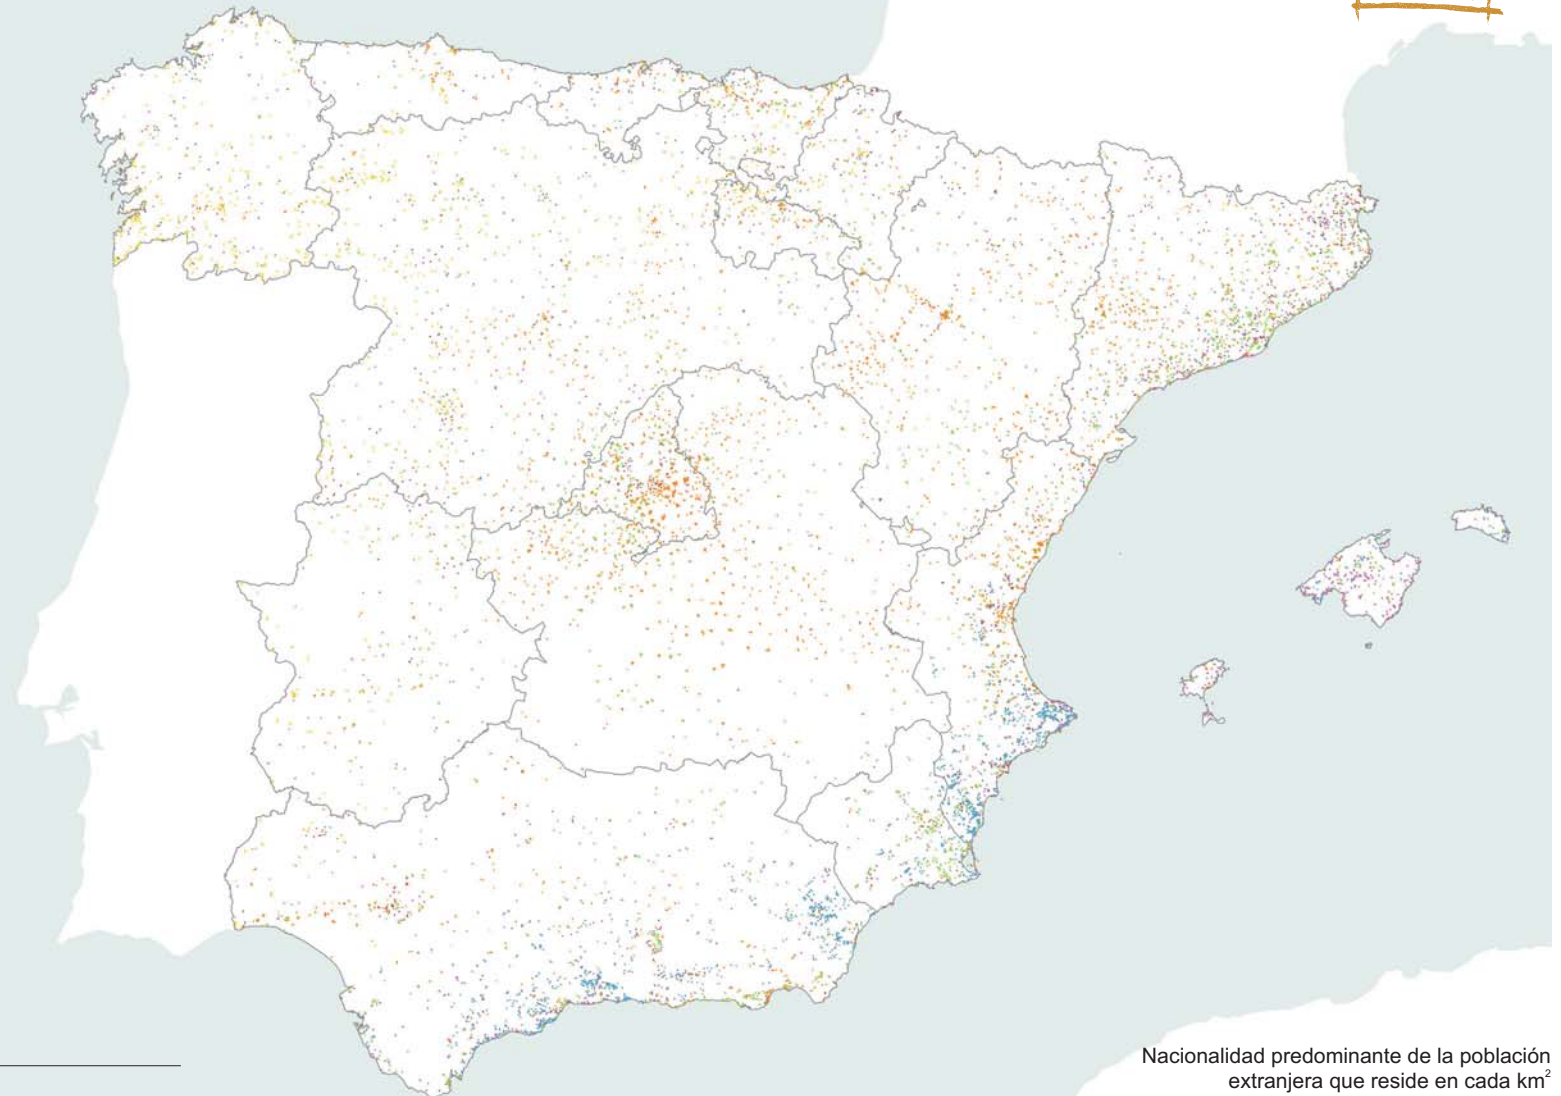 Nacionalidad predominante de la población
extranjera que reside en cada km²